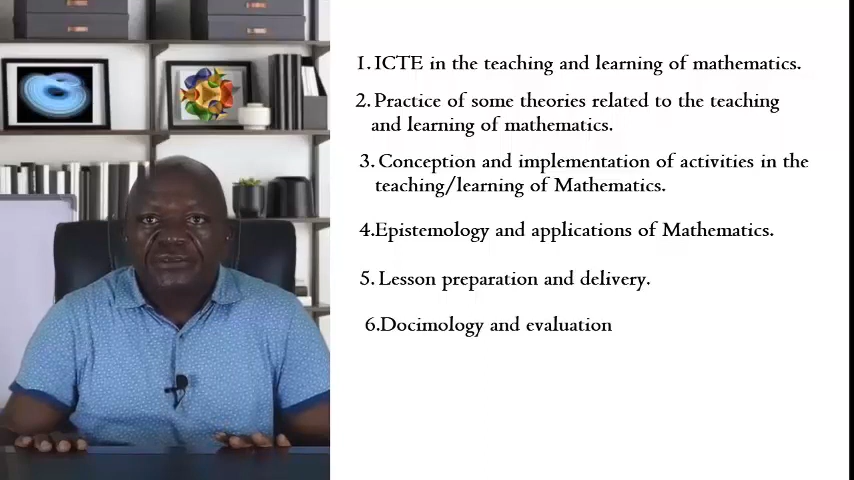 1. ICTE in the teaching and learning of mathematics.
2. Practice of some theories related to the teaching
and learning of mathematics.
3. Conception and implementation of activities in the
teaching/learning of Mathematics.
4.Epistemology and applications of Mathematics.
5. Lesson preparation and delivery.
6.Docimology and evaluation